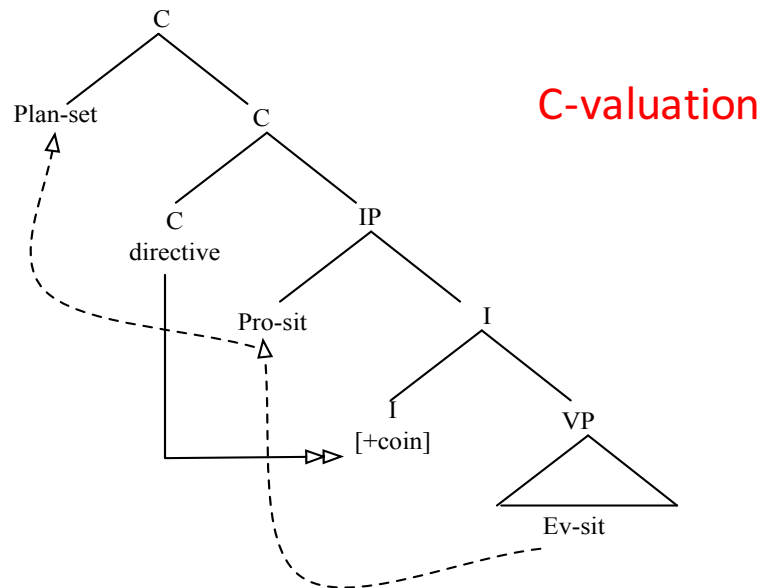 C
Plan-set
C
C-valuation
C
directive
IP
Pro-sit
I
I
[+coin]
VP
Ev-sit